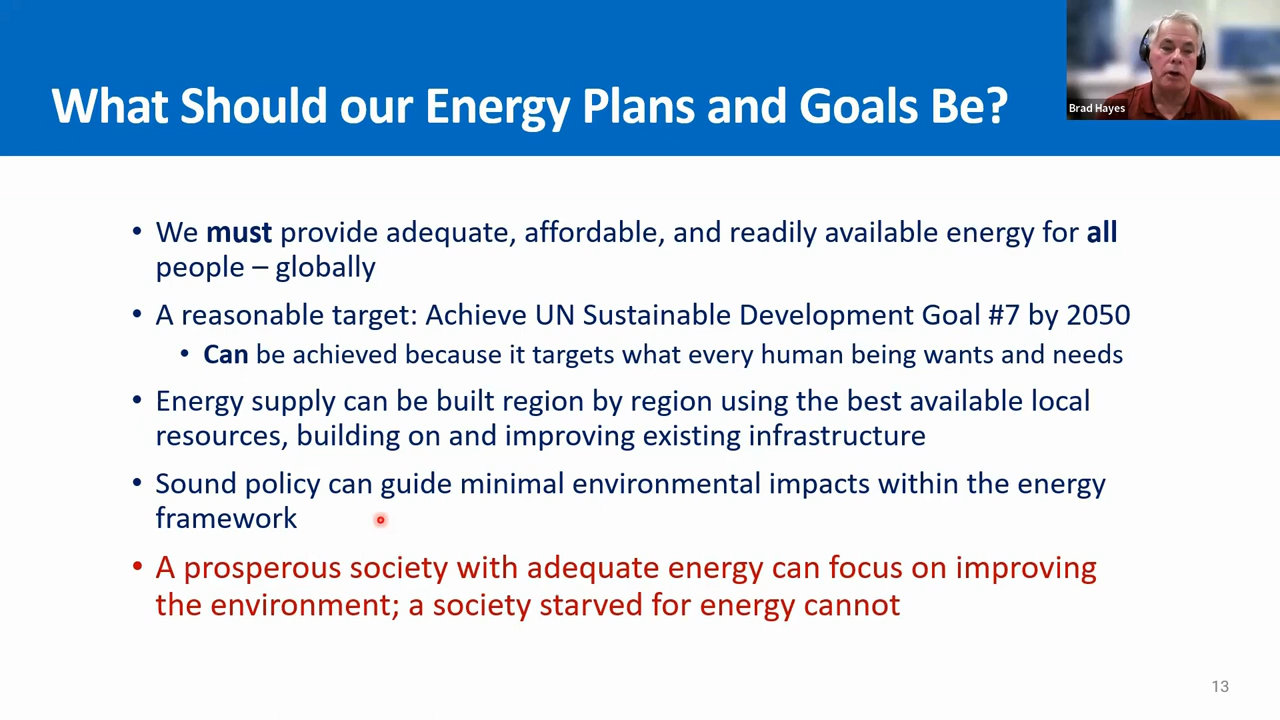 What Should our Energy Plans and Goals Be?
Brad Hayes
• We must provide adequate, affordable, and readily available energy for all
people – globally
• A reasonable target: Achieve UN Sustainable Development Goal #7 by 2050
• Can be achieved because it targets what every human being wants and needs
• Energy supply can be built region by region using the best available local
resources, building on and improving existing infrastructure
• Sound policy can guide minimal environmental impacts within the energy
framework
• A prosperous society with adequate energy can focus on improving
the environment; a society starved for energy cannot
13